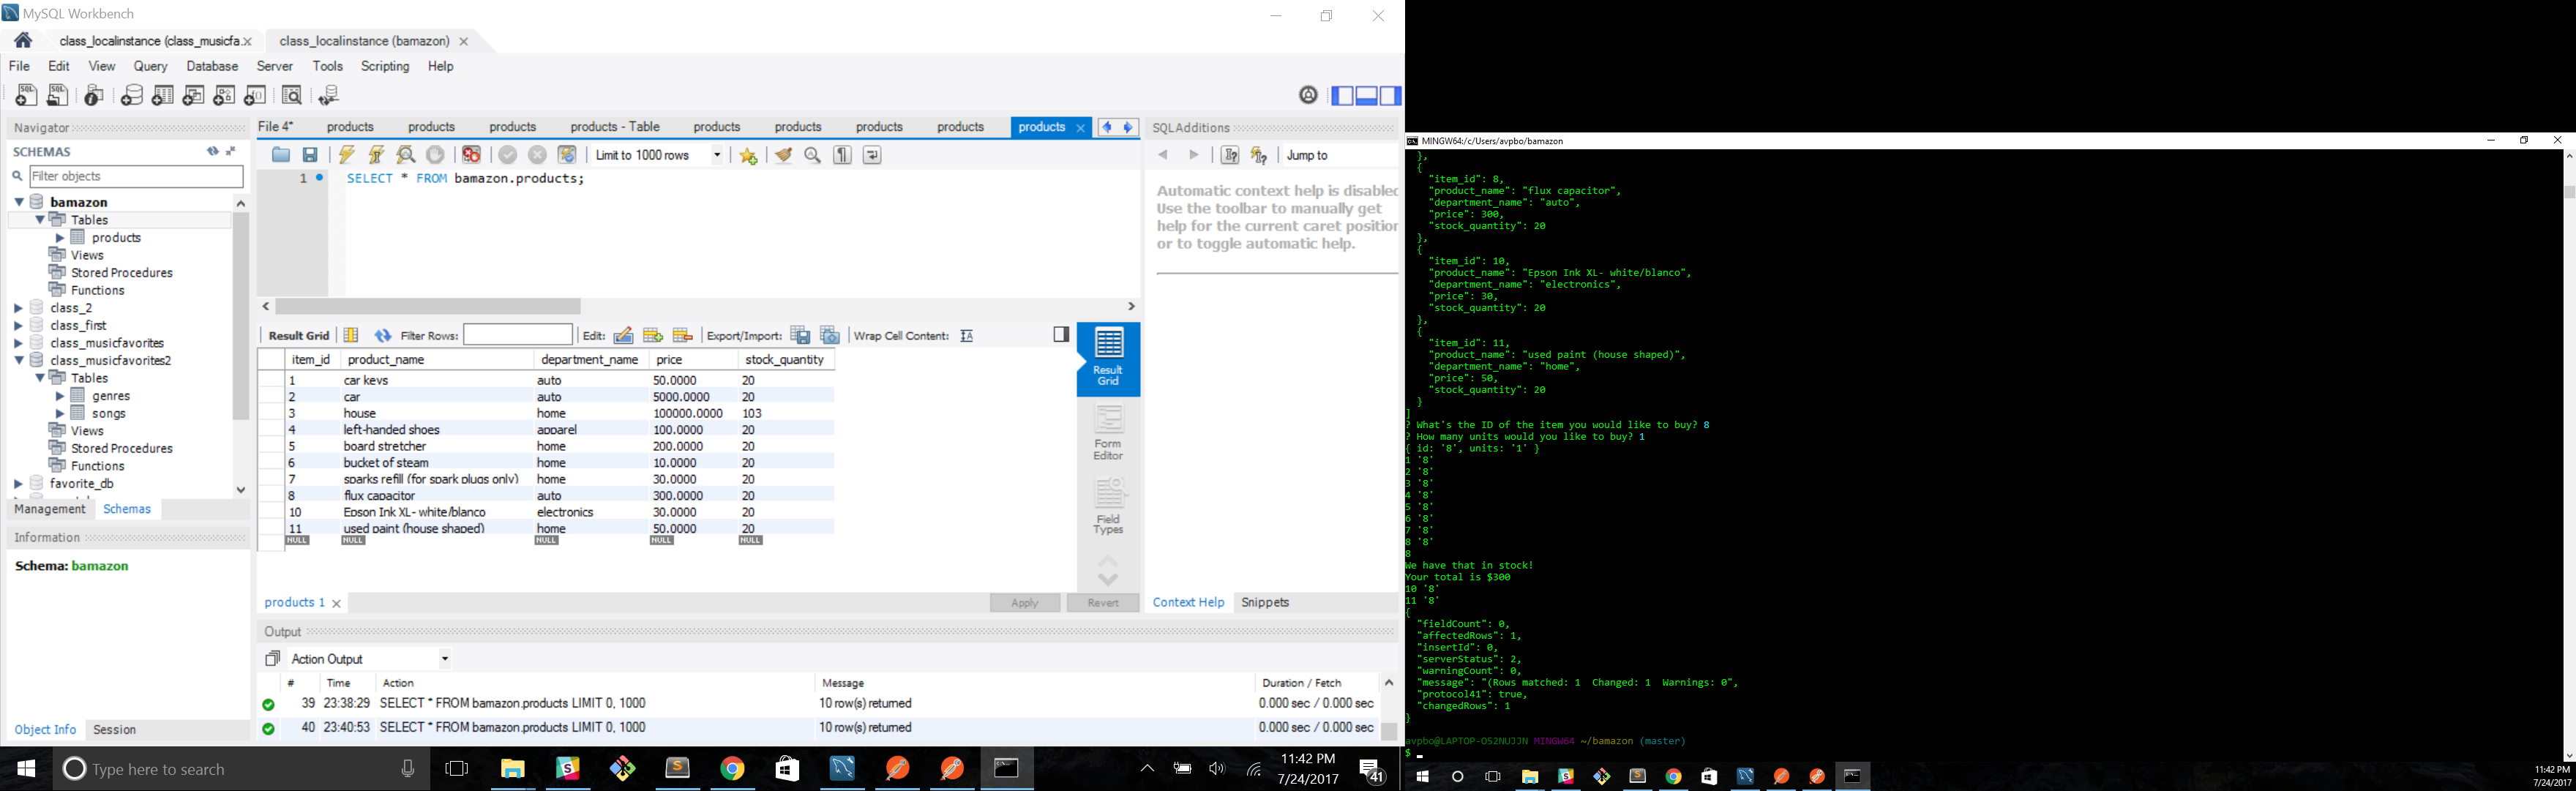 MySQL Workbench
class_localinstance (class_musicfa.x
class_localinstance (bamazon) ×
File Edit View Query Database Server Tools Scripting Help
Navigator
SCHEMAS
Filter objects
bamazon
Tables
products
Views
Stored Procedures
Functions
class_2
class_first
class_musicfavorites
class_musicfavorites2
Tables
genres
songs
Views
Stored Procedures
Functions
favorite_db
Management Schemas
Information
Schema: bamazon
Object Info Session
File 4* products products products products - Table products products products products products ×
Limit to 1000 rows
1 SELECT * FROM bamazon.products;
Result Grid Filter Rows: Edit: Export/Import: Wrap Cell Content:
item_id product_name department_name price stock_quantity
1 car keys auto 50.0000 20
2 car auto 5000.0000 20
3 house home 100000.0000 103
4 left-handed shoes apparel 100.0000 20
5 board stretcher home 200.0000 20
6 bucket of steam home 10.0000 20
7 sparks refill (for spark plugs only) home 30.0000 20
8 flux capacitor auto 300.0000 20
10 Epson Ink XL- white/blanco electronics 30.0000 20
11 used paint (house shaped) home 50.0000 20
NULL NULL NULL NULL NULL
Result Grid
Form Editor
Field Types
products 1 ×
Apply Revert
SQLAdditions
Jump to
Automatic context help is disabled
Use the toolbar to manually get
help for the current caret position
or to toggle automatic help.
Context Help Snippets
Output
Action Output
# Time Action Message Duration / Fetch
39 23:38:29 SELECT * FROM bamazon.products LIMIT 0, 1000 10 row(s) returned 0.000 sec / 0.000 sec
40 23:40:53 SELECT * FROM bamazon.products LIMIT 0, 1000 10 row(s) returned 0.000 sec / 0.000 sec
Type here to search
11:42 PM
7/24/2017
41
MINGW64:/c/Users/avpbo/bamazon
},
{
"item_id": 8,
"product_name": "flux capacitor",
"department_name": "auto",
"price": 300,
"stock_quantity": 20
},
{
"item_id": 10,
"product_name": "Epson Ink XL- white/blanco",
"department_name": "electronics",
"price": 30,
"stock_quantity": 20
},
{
"item_id": 11,
"product_name": "used paint (house shaped)",
"department_name": "home",
"price": 50,
"stock_quantity": 20
}
]
? What's the ID of the item you would like to buy? 8
? How many units would you like to buy? 1
{ id: '8', units: '1' }
1 '8'
2 '8'
3 '8'
4 '8'
5 '8'
6 '8'
7 '8'
8 '8'
8
We have that in stock!
Your total is $300
10 '8'
11 '8'
{
"fieldCount": 0,
"affectedRows": 1,
"insertId": 0,
"serverStatus": 2,
"warningCount": 0,
"message": "(Rows matched: 1 Changed: 1 Warnings: 0",
"protocol41": true,
"changedRows": 1
}
avpbo@LAPTOP-O52NUJJN MINGW64 ~/bamazon (master)
$
11:42 PM
7/24/2017